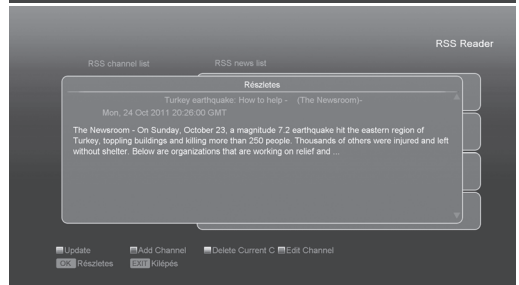 RSS Reader
RSS channel list RSS news list
Részletes
Turkey earthquake: How to help - (The Newsroom)-
Mon, 24 Oct 2011 20:26:00 GMT
The Newsroom - On Sunday, October 23, a magnitude 7.2 earthquake hit the eastern region of
Turkey, toppling buildings and killing more than 250 people. Thousands of others were injured and left
without shelter. Below are organizations that are working on relief and ...
Update Add Channel Delete Current C Edit Channel
OK Részletes EXIT Kilépés